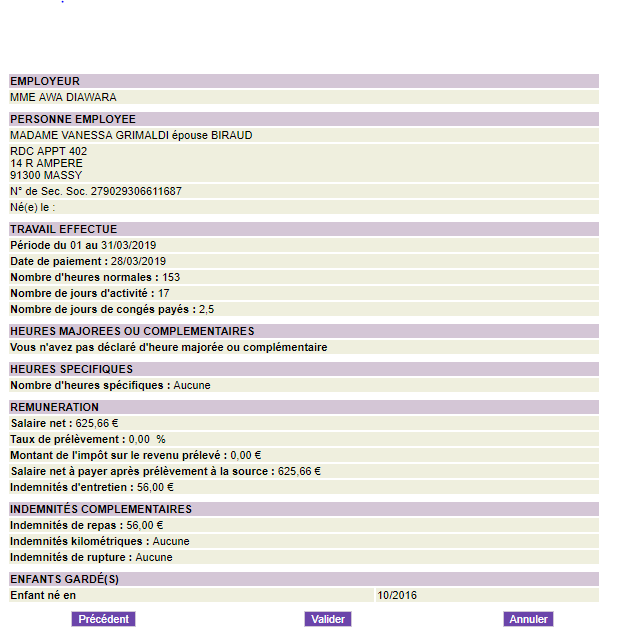 EMPLOYEUR
MME AWA DIAWARA
PERSONNE EMPLOYEE
MADAME VANESSA GRIMALDI épouse BIRAUD
RDC APPT 402
14 R AMPERE
91300 MASSY
N° de Sec. Soc. 279029306611687
Né(e) le :
TRAVAIL EFFECTUE
Période du 01 au 31/03/2019
Date de paiement : 28/03/2019
Nombre d'heures normales : 153
Nombre de jours d'activité : 17
Nombre de jours de congés payés : 2,5
HEURES MAJOREES OU COMPLEMENTAIRES
Vous n'avez pas déclaré d'heure majorée ou complémentaire
HEURES SPECIFIQUES
Nombre d'heures spécifiques : Aucune
REMUNERATION
Salaire net : 625,66 €
Taux de prélèvement : 0,00 %
Montant de l'impôt sur le revenu prélevé : 0,00 €
Salaire net à payer après prélèvement à la source : 625,66 €
Indemnités d'entretien : 56,00 €
INDEMNITÉS COMPLEMENTAIRES
Indemnités de repas : 56,00 €
Indemnités kilométriques : Aucune
Indemnités de rupture : Aucune
ENFANTS GARDÉ(S)
Enfant né en 10/2016
Précédent Valider Annuler